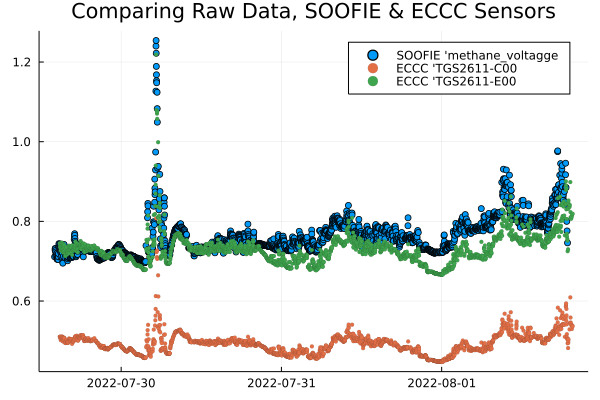 Comparing Raw Data, SOOFIE & ECCC Sensors
SOOFIE 'methane_voltagge
ECCC 'TGS2611-C00
ECCC 'TGS2611-E00
1.2
1.0
0.8
0.6
2022-07-30
2022-07-31
2022-08-01